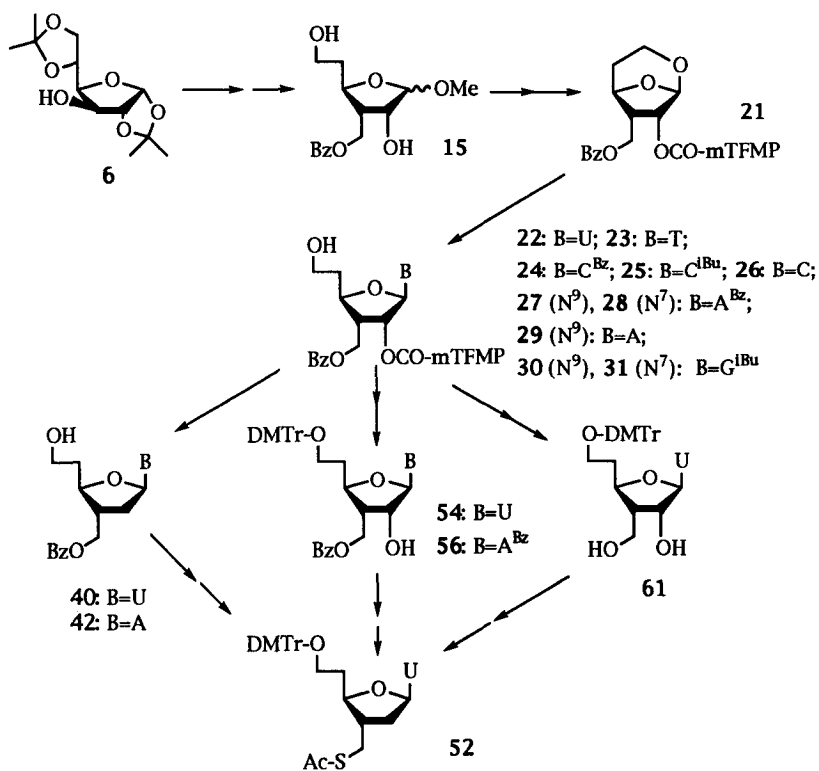 O
O
O
HO
O
O
6
OH
O
OMe
BzO
OH
15
O
O
BzO
OCO-mTFMP
21
OH
O
B
BzO
OCO-mTFMP
22: B=U; 23: B=T;
24: B=C^Bz; 25: B=C^iBu; 26: B=C;
27 (N^9), 28 (N^7): B=A^Bz;
29 (N^9): B=A;
30 (N^9), 31 (N^7): B=G^iBu
OH
O
B
BzO
40: B=U
42: B=A
DMTr-O
O
B
BzO
OH
54: B=U
56: B=A^Bz
O-DMTr
O
U
HO
OH
61
DMTr-O
O
U
Ac-S
52